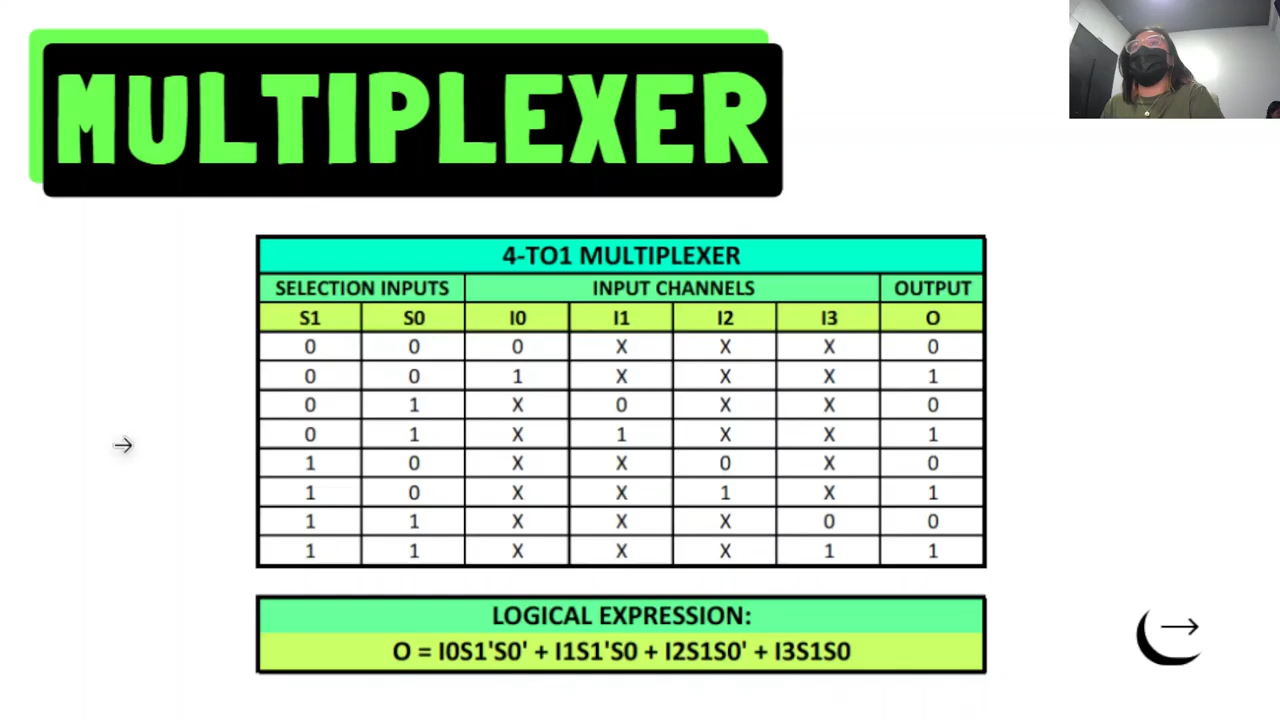 MULTIPLEXER
4-TO1 MULTIPLEXER
SELECTION INPUTS INPUT CHANNELS OUTPUT
S1 S0 I0 I1 I2 I3 O
0 0 0 X X X 0
0 0 1 X X X 1
0 1 X 0 X X 0
0 1 X 1 X X 1
1 0 X X 0 X 0
1 0 X X 1 X 1
1 1 X X X 0 0
1 1 X X X 1 1
LOGICAL EXPRESSION:
O = I0S1'S0' + I1S1'S0 + I2S1S0' + I3S1S0